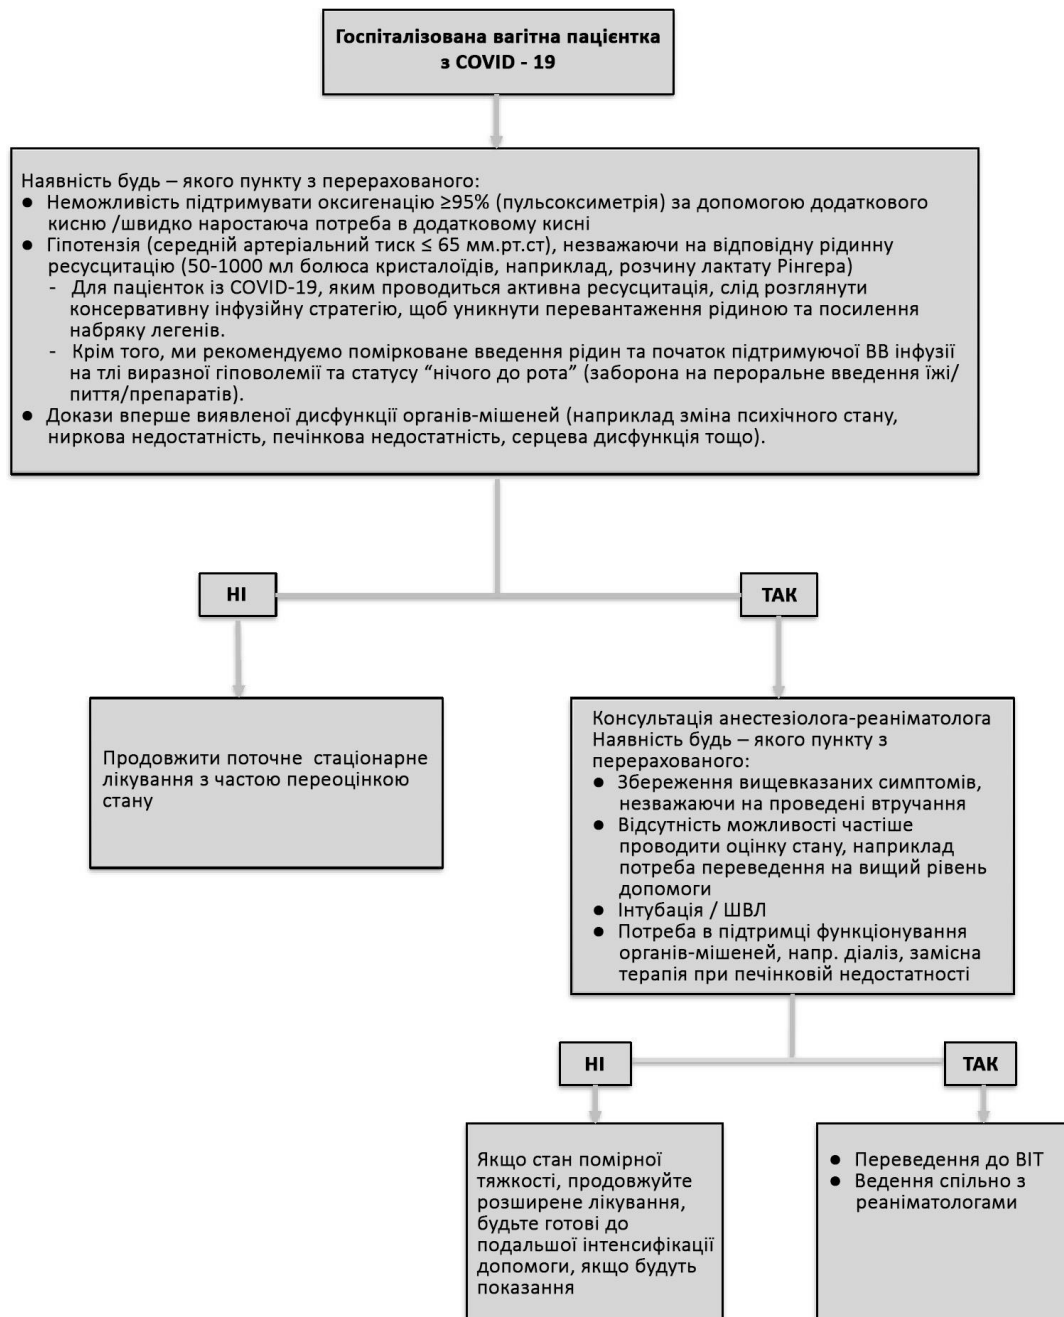 Госпіталізована вагітна пацієнтка
з COVID - 19
Наявність будь – якого пункту з перерахованого:
● Неможливість підтримувати оксигенацію ≥95% (пульсоксиметрія) за допомогою додаткового
кисню /швидко наростаюча потреба в додатковому кисні
● Гіпотензія (середній артеріальний тиск ≤ 65 мм.рт.ст), незважаючи на відповідну рідинну
ресусцитацію (50-1000 мл болюса кристалоїдів, наприклад, розчину лактату Рінгера)
- Для пацієнток із COVID-19, яким проводиться активна ресусцитація, слід розглянути
консервативну інфузійну стратегію, щоб уникнути перевантаження рідиною та посилення
набряку легенів.
- Крім того, ми рекомендуємо помірковане введення рідин та початок підтримуючої ВВ інфузії
на тлі виразної гіповолемії та статусу “нічого до рота” (заборона на пероральне введення їжі/
пиття/препаратів).
● Докази вперше виявленої дисфункції органів-мішеней (наприклад зміна психічного стану,
ниркова недостатність, печінкова недостатність, серцева дисфункція тощо).
НІ
ТАК
Продовжити поточне стаціонарне
лікування з частою переоцінкою
стану
Консультація анестезіолога-реаніматолога
Наявність будь – якого пункту з
перерахованого:
● Збереження вищевказаних симптомів,
незважаючи на проведені втручання
● Відсутність можливості частіше
проводити оцінку стану, наприклад
потреба переведення на вищий рівень
допомоги
● Інтубація / ШВЛ
● Потреба в підтримці функціонування
органів-мішеней, напр. діаліз, замісна
терапія при печінковій недостатності
НІ
ТАК
Якщо стан помірної
тяжкості, продовжуйте
розширене лікування,
будьте готові до
подальшої інтенсифікації
допомоги, якщо будуть
показання
● Переведення до ВІТ
● Ведення спільно з
реаніматологами